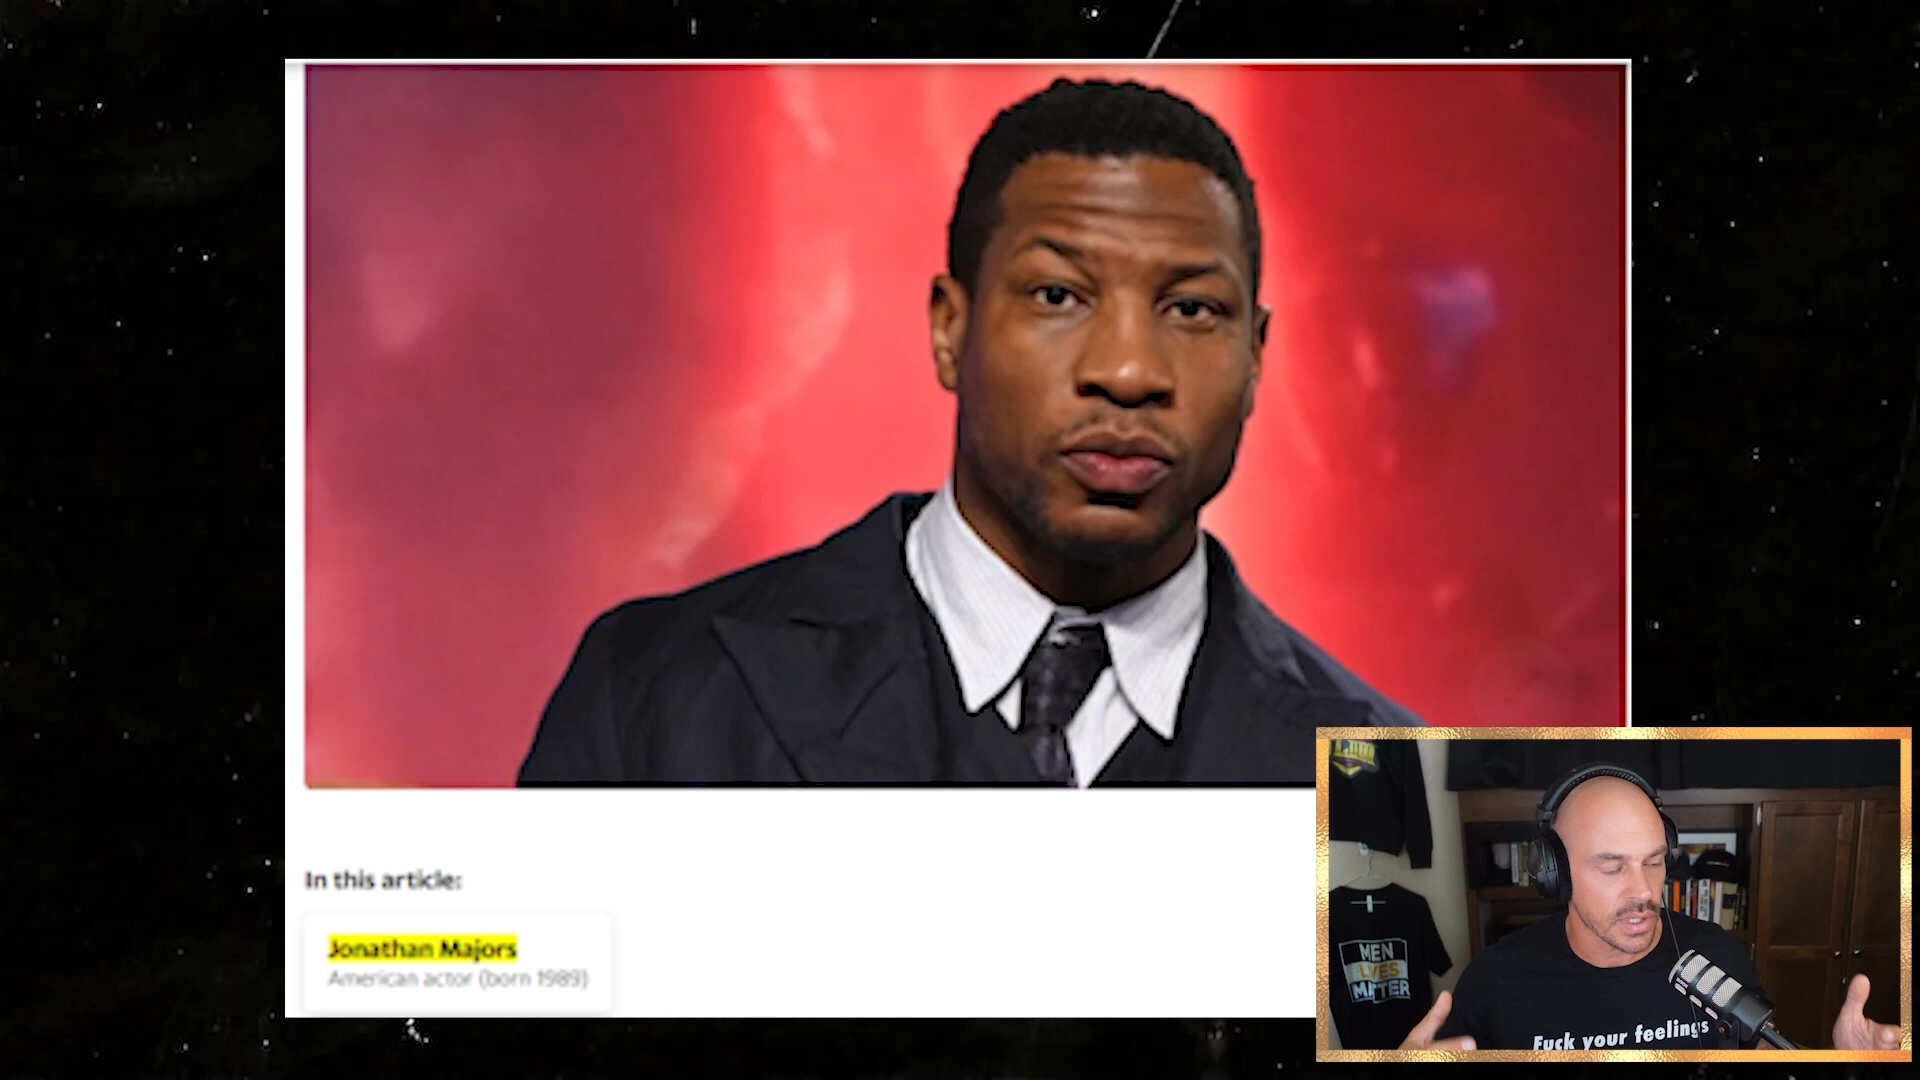 In this article:
Jonathan Majors
American actor (born 1989)
MEN
LIVES
MATTER
Fuck your feelings